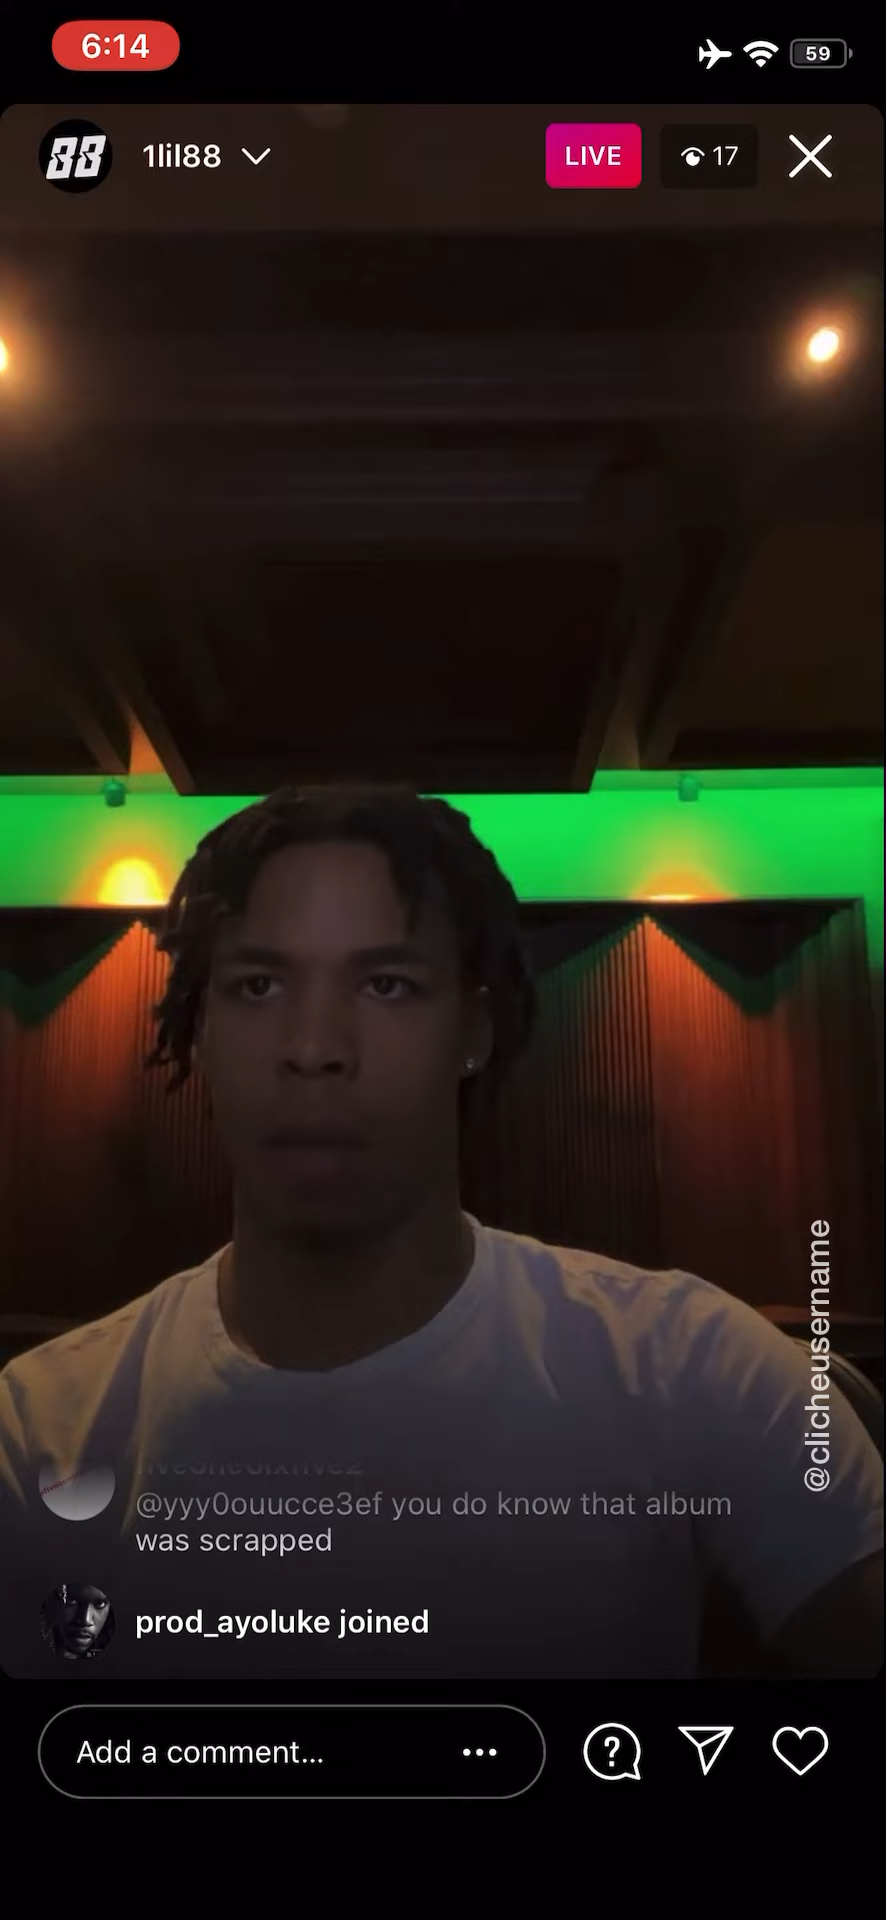 6:14
59
88
1lil88
LIVE
17
@clicheusername
@yyy0ouucce3ef you do know that album
was scrapped
prod_ayoluke joined
Add a comment...